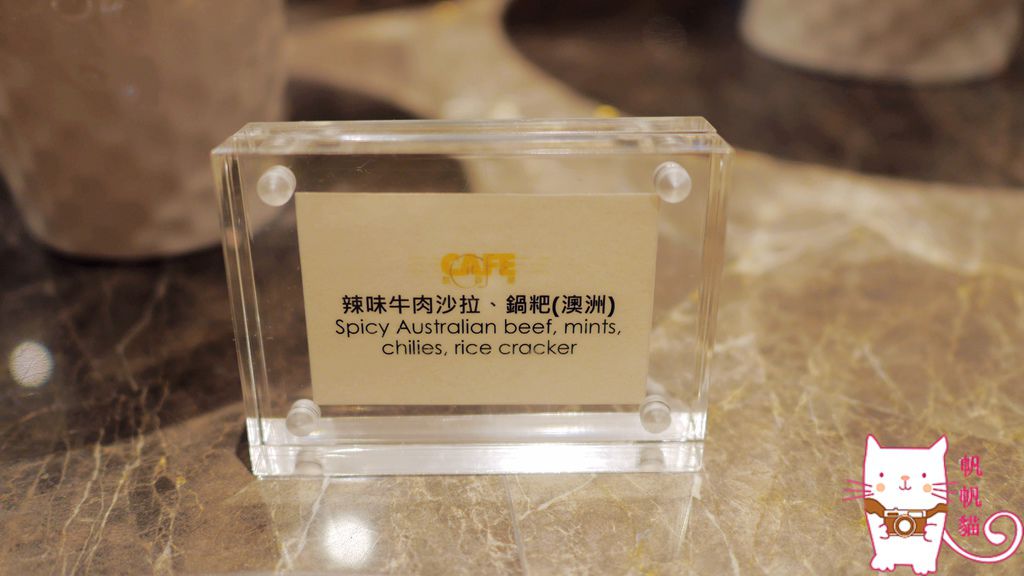 CAFE
辣味牛肉沙拉、鍋粑(澳洲)
Spicy Australian beef, mints,
chilies, rice cracker
帆帆貓